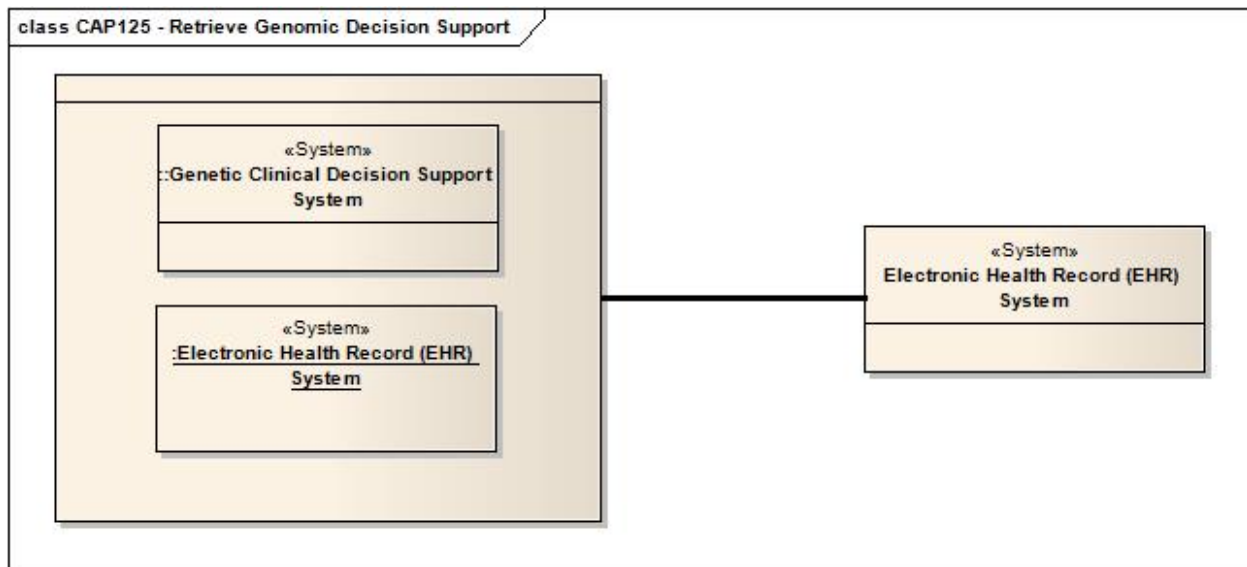 class CAP125 - Retrieve Genomic Decision Support
«System»
::Genetic Clinical Decision Support
System
«System»
:Electronic Health Record (EHR)
System
«System»
Electronic Health Record (EHR)
System